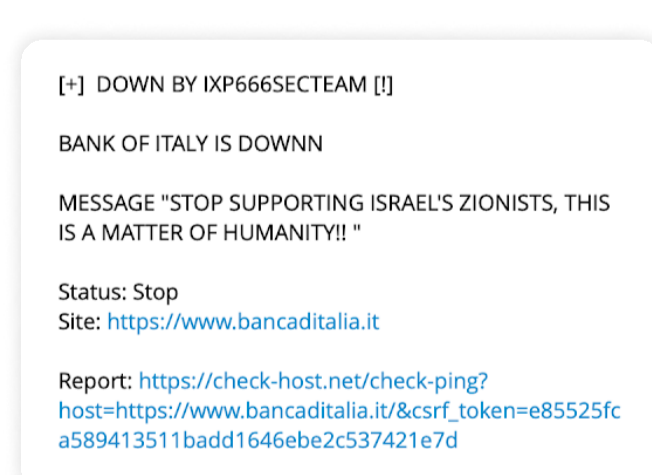 [+] DOWN BY IXP666SECTEAM [!]
BANK OF ITALY IS DOWNN
MESSAGE "STOP SUPPORTING ISRAEL'S ZIONISTS, THIS
IS A MATTER OF HUMANITY!! "
Status: Stop
Site: https://www.bancaditalia.it
Report: https://check-host.net/check-ping?
host=https://www.bancaditalia.it/&csrf_token=e85525fc
a589413511badd1646ebe2c537421e7d